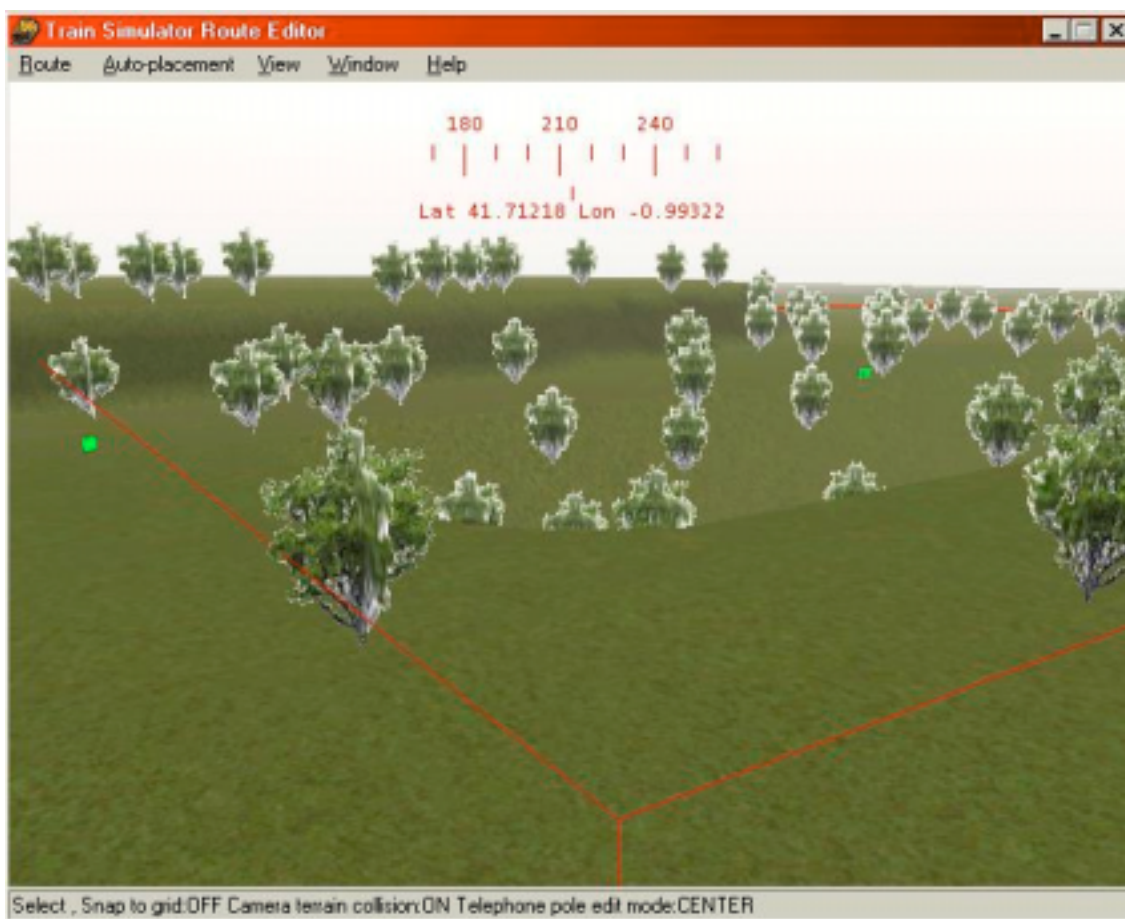 Train Simulator Route Editor
Route Auto-placement View Window Help
180 210 240
Lat 41.71218 Lon -0.99322
Select , Snap to grid:OFF Camera terrain collision:ON Telephone pole edit mode:CENTER